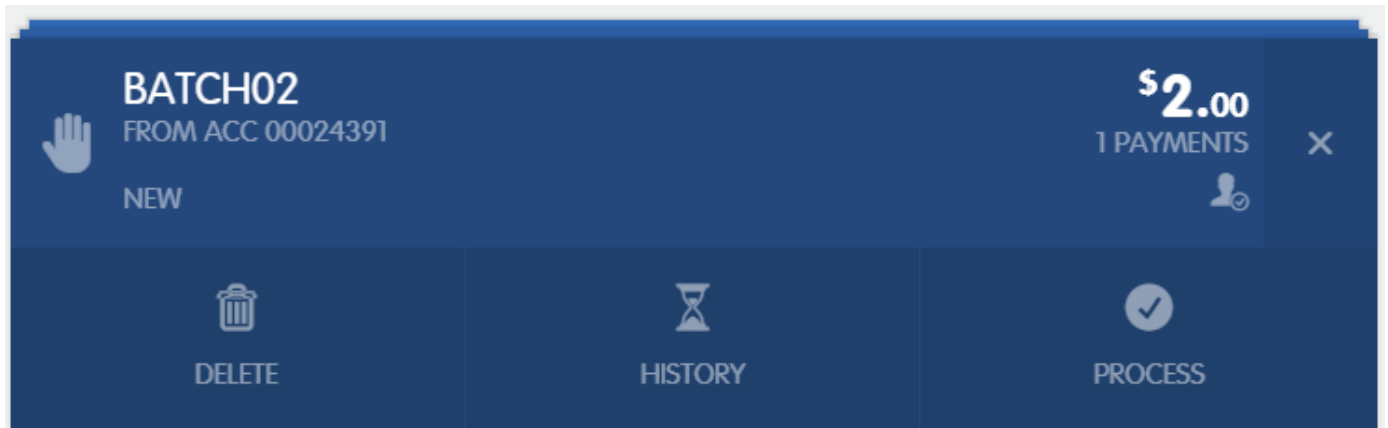 BATCH02
$2.00
FROM ACC 00024391
1 PAYMENTS
NEW
DELETE
HISTORY
PROCESS